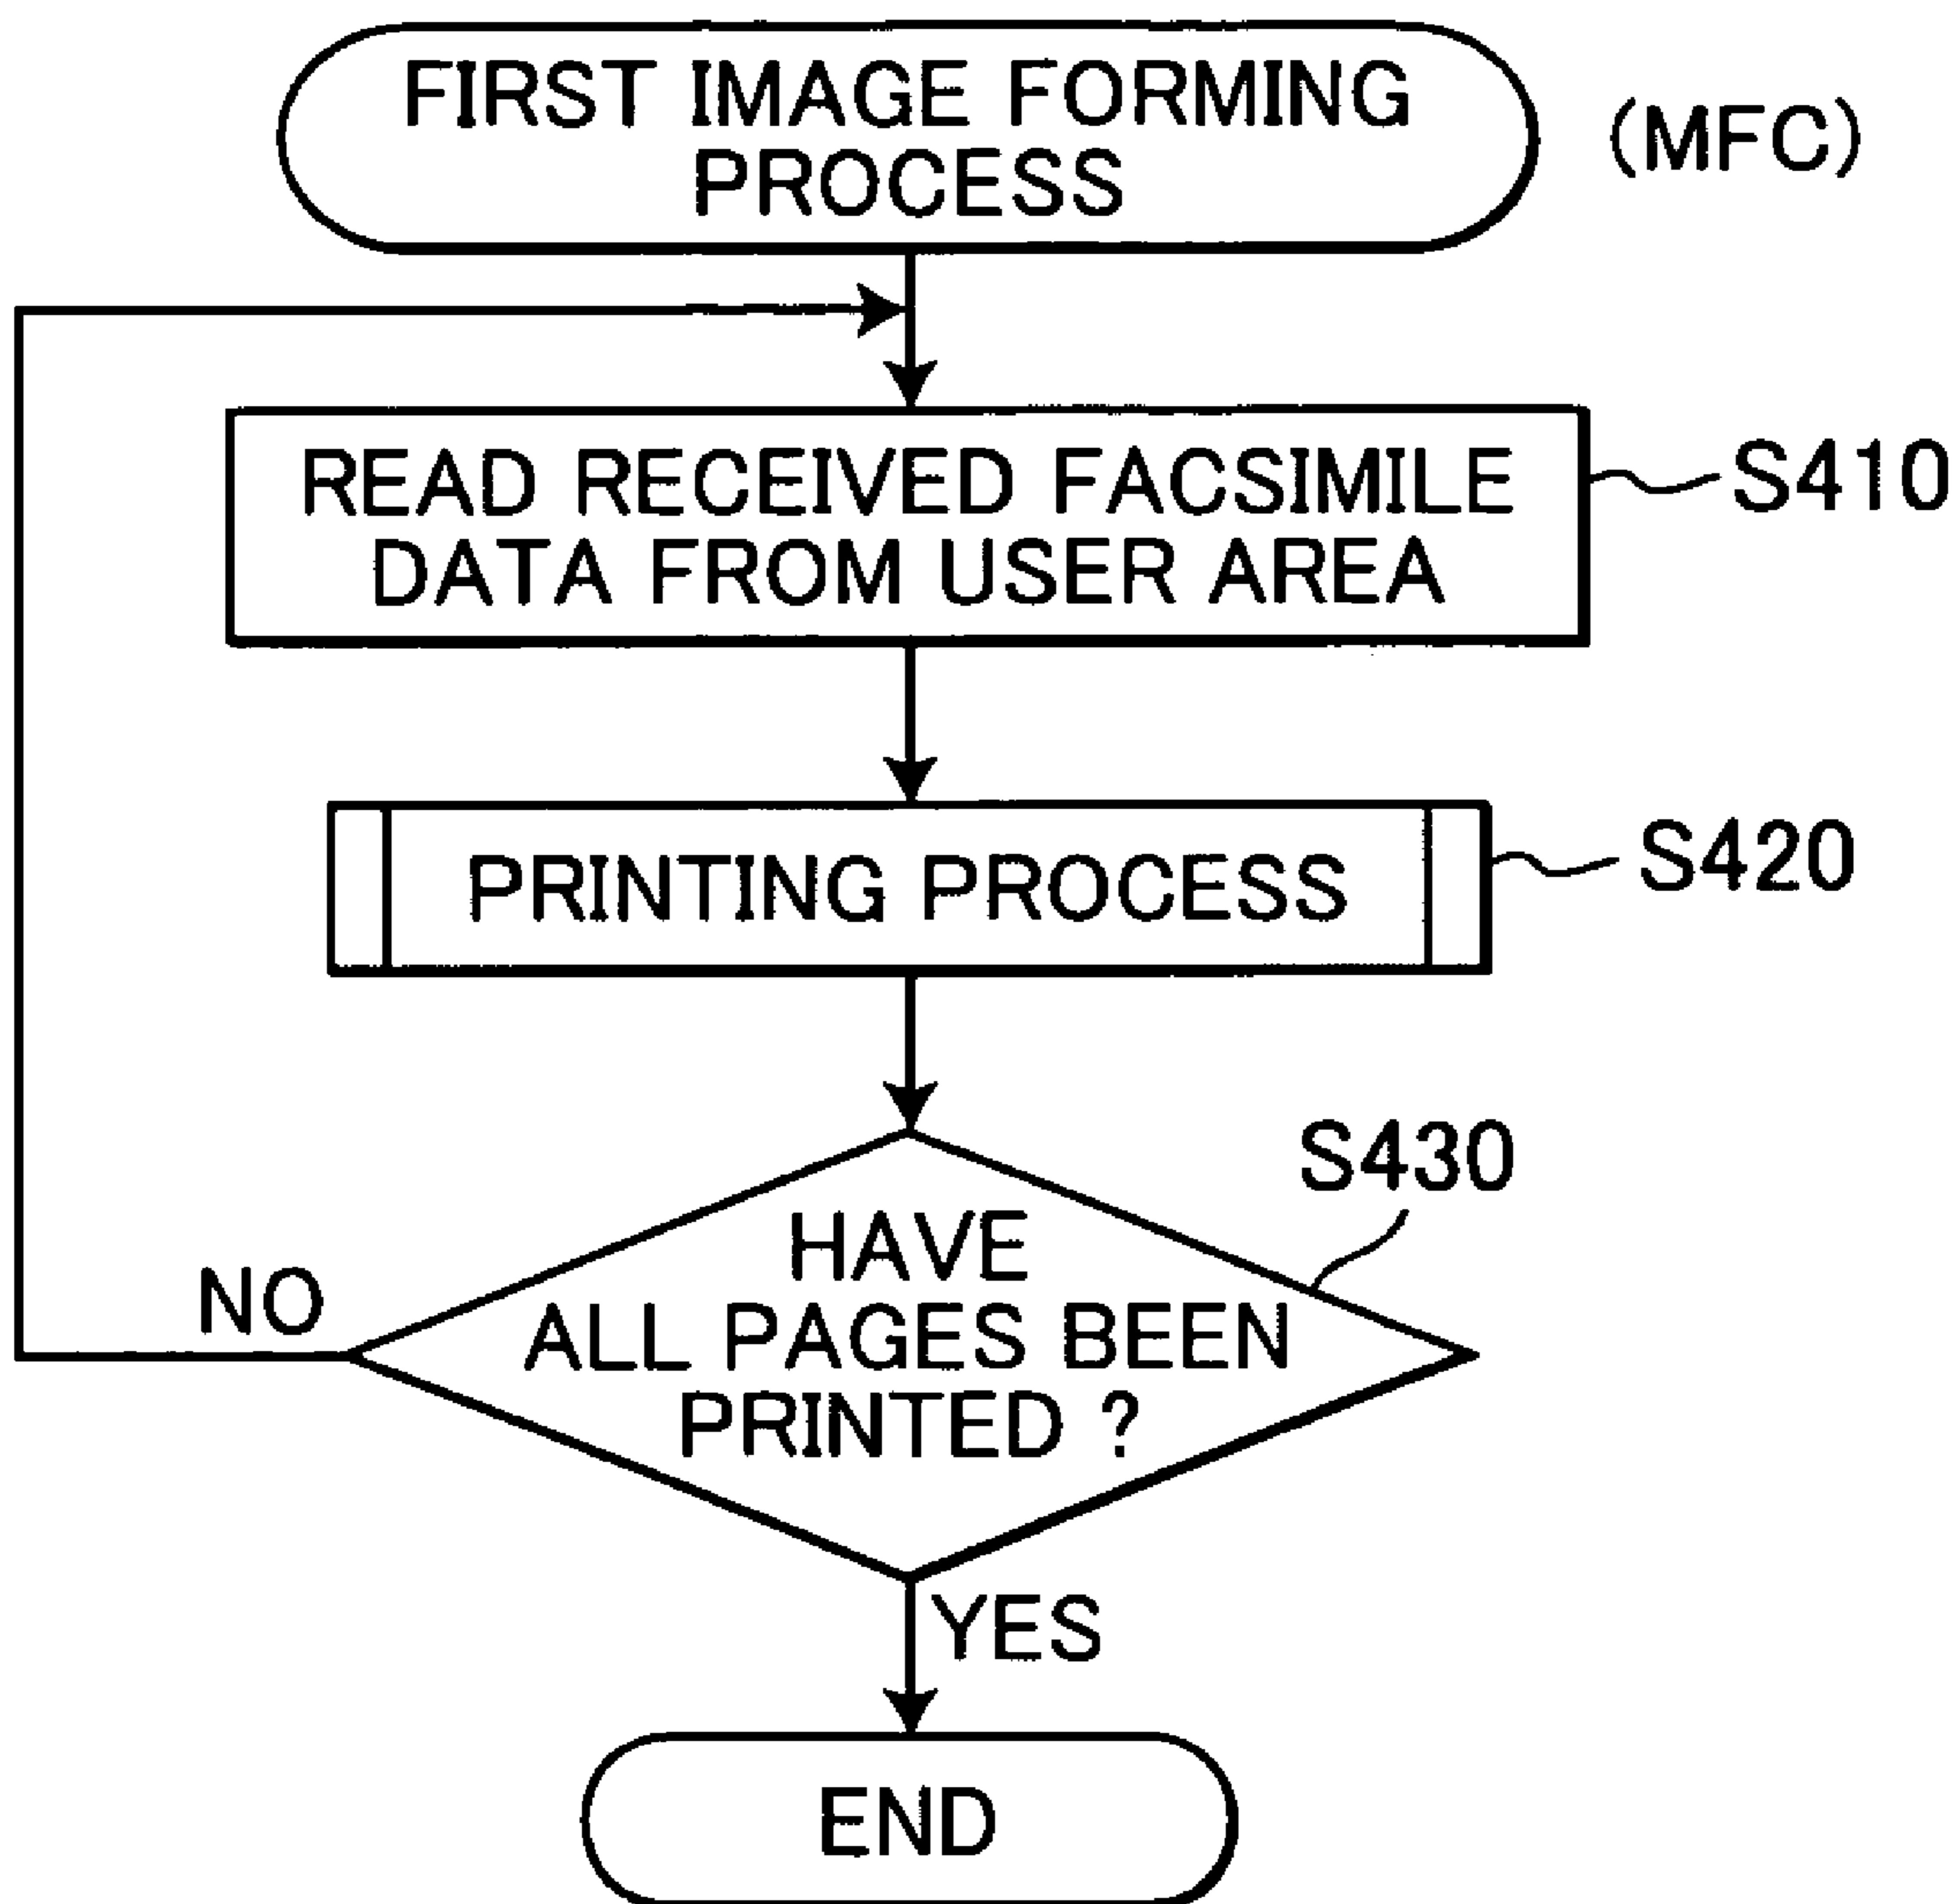 FIRST IMAGE FORMING
PROCESS
(MFC)
READ RECEIVED FACSIMILE
DATA FROM USER AREA
S410
PRINTING PROCESS
S420
S430
HAVE
ALL PAGES BEEN
PRINTED ?
NO
YES
END